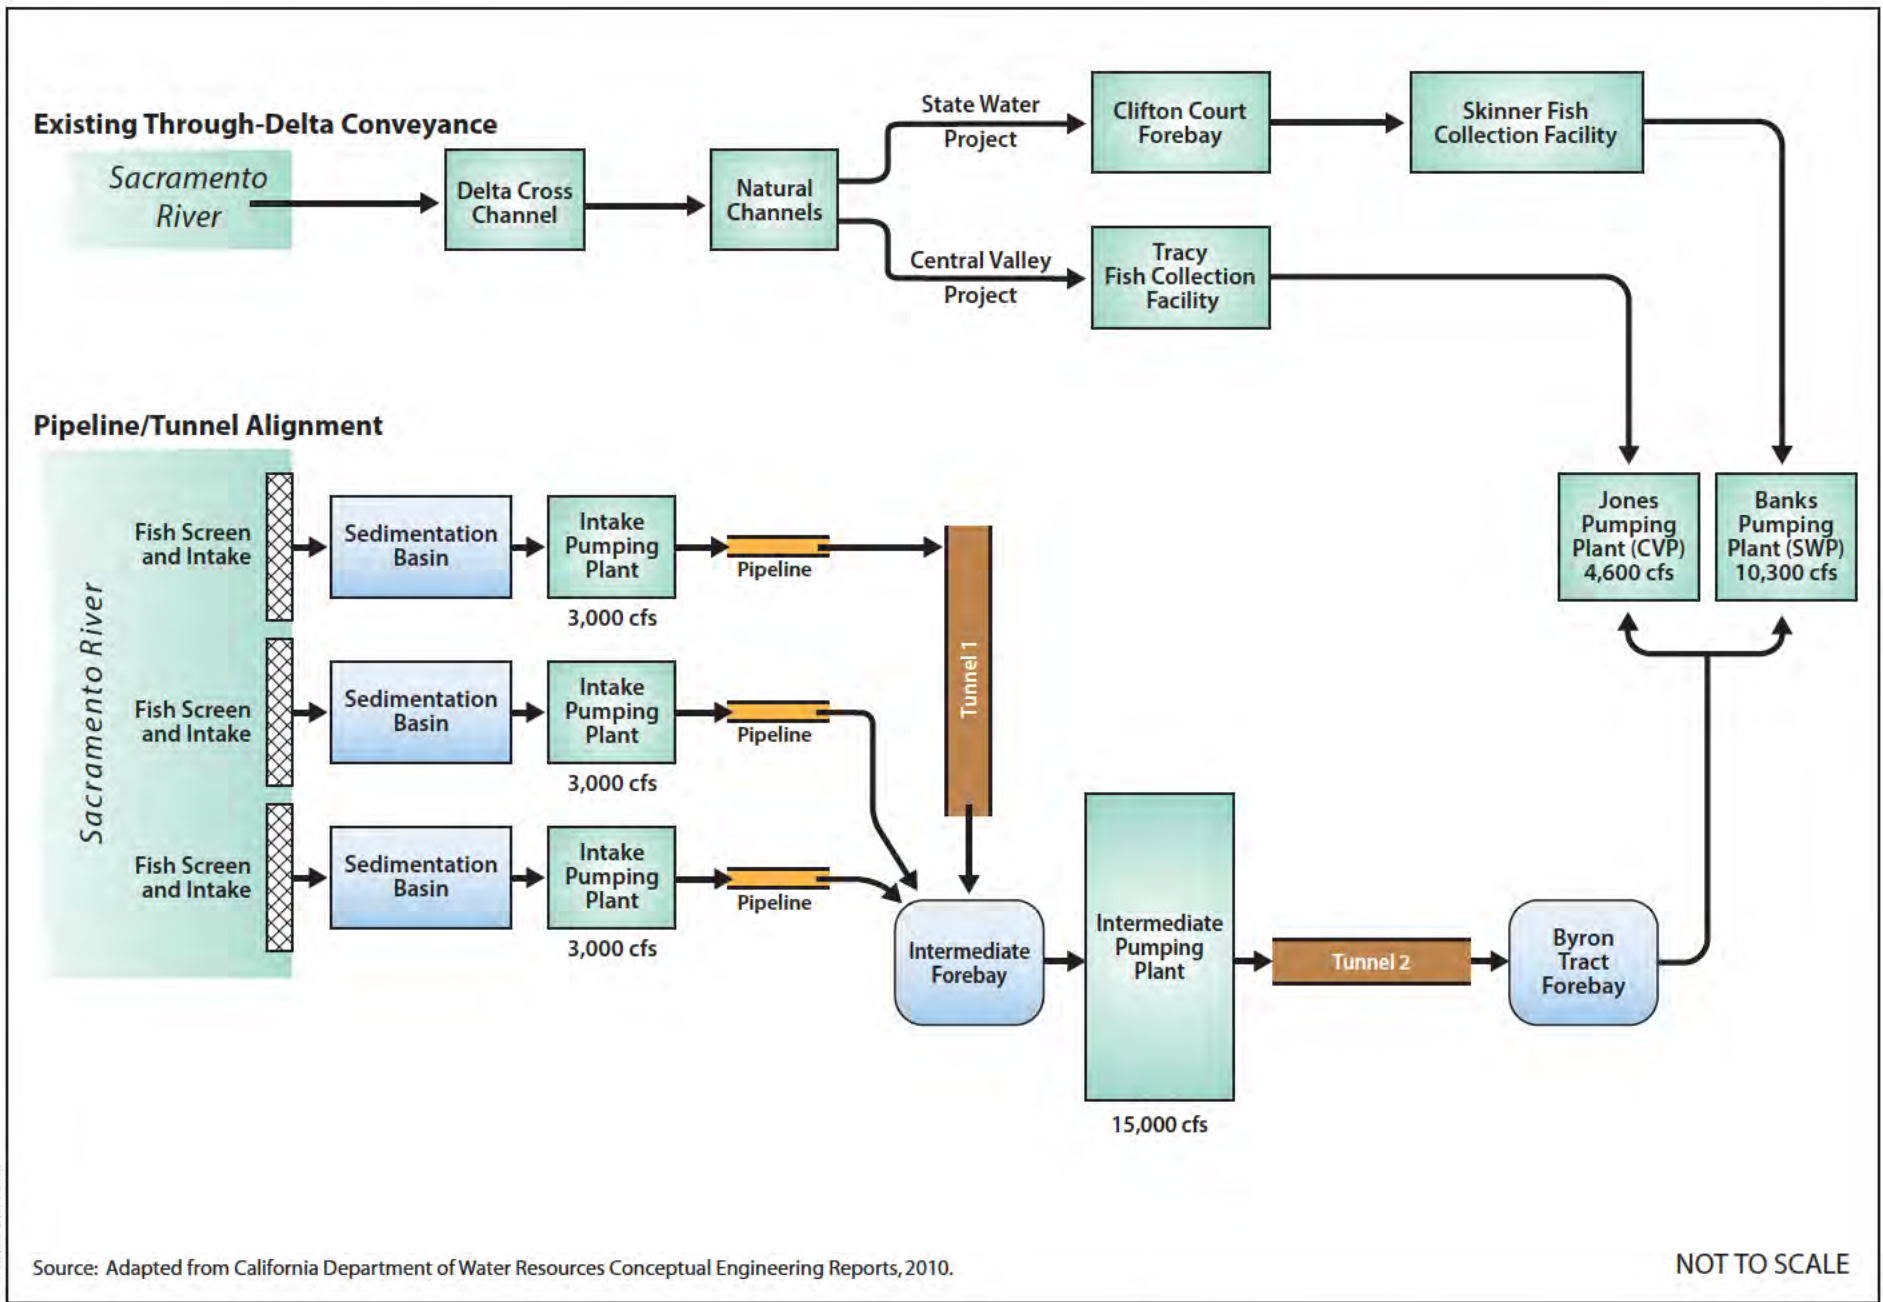 Existing Through-Delta Conveyance
Sacramento
River
Delta Cross
Channel
Natural
Channels
State Water
Project
Clifton Court
Forebay
Skinner Fish
Collection Facility
Central Valley
Project
Tracy
Fish Collection
Facility
Jones
Pumping
Plant (CVP)
4,600 cfs
Banks
Pumping
Plant (SWP)
10,300 cfs
Pipeline/Tunnel Alignment
Sacramento River
Fish Screen
and Intake
Sedimentation
Basin
Intake
Pumping
Plant
3,000 cfs
Pipeline
Tunnel 1
Fish Screen
and Intake
Sedimentation
Basin
Intake
Pumping
Plant
3,000 cfs
Pipeline
Fish Screen
and Intake
Sedimentation
Basin
Intake
Pumping
Plant
3,000 cfs
Pipeline
Intermediate
Forebay
Intermediate
Pumping
Plant
15,000 cfs
Tunnel 2
Byron
Tract
Forebay
Source: Adapted from California Department of Water Resources Conceptual Engineering Reports, 2010.
NOT TO SCALE